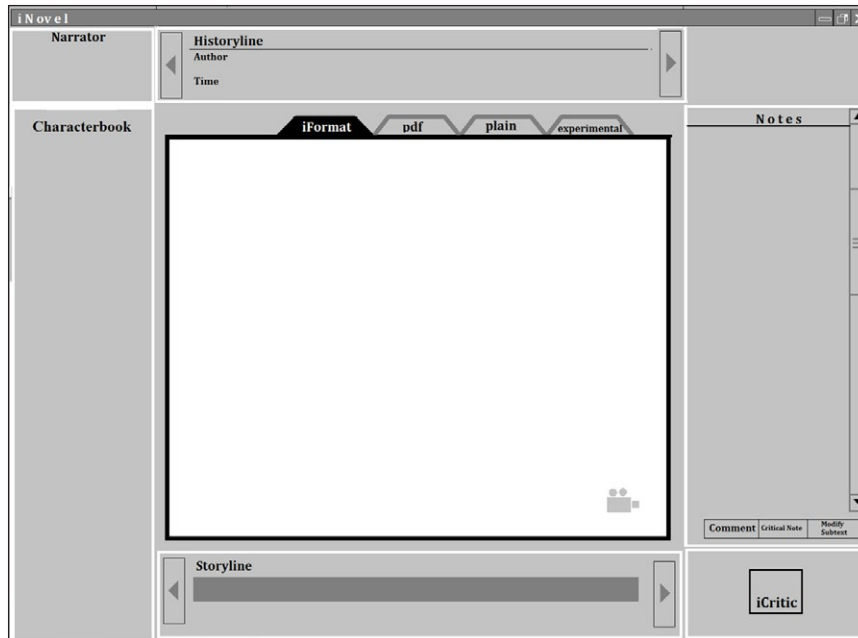 iNovel
Narrator
Historyline
Author
Time
Characterbook
iFormat
pdf
plain
experimental
Notes
Comment
Critical Note
Modify
Subtext
Storyline
iCritic